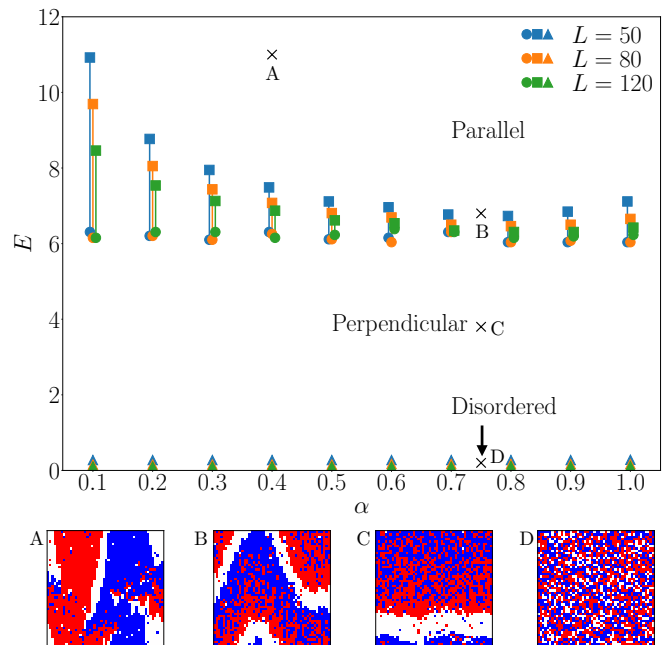 12
10
8
6
4
2
0
E
L = 50
L = 80
L = 120
A
Parallel
B
Perpendicular
C
Disordered
D
0.1 0.2 0.3 0.4 0.5 0.6 0.7 0.8 0.9 1.0
α
A B C D